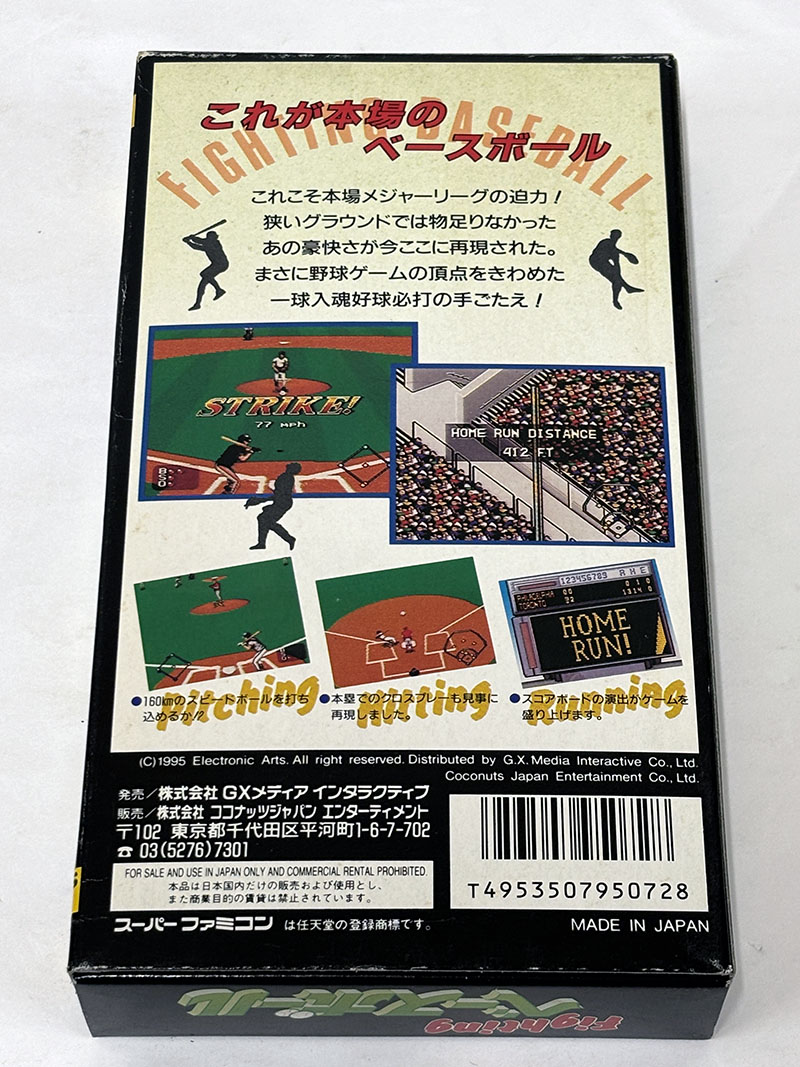 FIGHTING BASEBALL
これが本場の
ベースボール
これこそ本場メジャーリーグの迫力！
狭いグラウンドでは物足りなかった
あの豪快さが今ここに再現された。
まさに野球ゲームの頂点をきわめた
一球入魂好球必打の手ごたえ！
STRIKE!
77 mph
B
S
O
HOME RUN DISTANCE
412 FT
123456789 R H E
PHILADELPHIA 00 0 1 0
TORONTO
HOME
RUN!
pitching
●160kmのスピードボールを打ち
込めるか!?
hitting
●本塁でのクロスプレーも見事に
再現しました。
running
●スコアボードの演出がゲームを
盛り上げます。
(C)1995 Electronic Arts. All right reserved. Distributed by G.X. Media Interactive Co., Ltd.
Coconuts Japan Entertainment Co., Ltd.
発売／株式会社 GXメディア インタラクティブ
販売／株式会社 ココナッツジャパン エンターティメント
〒102 東京都千代田区平河町1-6-7-702
☎ 03(5276)7301
FOR SALE AND USE IN JAPAN ONLY AND COMMERCIAL RENTAL PROHIBITED.
本品は日本国内だけの販売および使用とし、
また商業目的の賃貸は禁止されています。
スーパーファミコン は任天堂の登録商標です。
T4953507950728
MADE IN JAPAN
Fighting
ベースボール